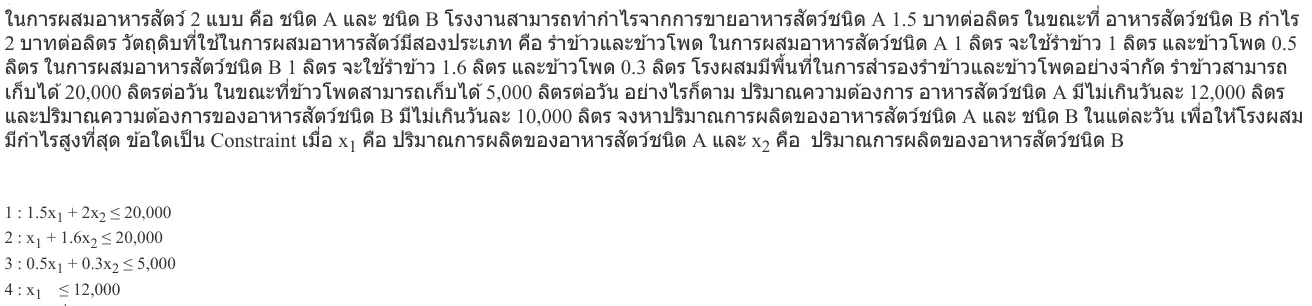 ในการผสมอาหารสัตว์ 2 แบบ คือ ชนิด A และ ชนิด B โรงงานสามารถทำกำไรจากการขายอาหารสัตว์ชนิด A 1.5 บาทต่อลิตร ในขณะที่ อาหารสัตว์ชนิด B กำไร
2 บาทต่อลิตร วัตถุดิบที่ใช้ในการผสมอาหารสัตว์มีสองประเภท คือ รำข้าวและข้าวโพด ในการผสมอาหารสัตว์ชนิด A 1 ลิตร จะใช้รำข้าว 1 ลิตร และข้าวโพด 0.5
ลิตร ในการผสมอาหารสัตว์ชนิด B 1 ลิตร จะใช้รำข้าว 1.6 ลิตร และข้าวโพด 0.3 ลิตร โรงผสมมีพื้นที่ในการสำรองรำข้าวและข้าวโพดอย่างจำกัด รำข้าวสามารถ
เก็บได้ 20,000 ลิตรต่อวัน ในขณะที่ข้าวโพดสามารถเก็บได้ 5,000 ลิตรต่อวัน อย่างไรก็ตาม ปริมาณความต้องการ อาหารสัตว์ชนิด A มีไม่เกินวันละ 12,000 ลิตร
และปริมาณความต้องการของอาหารสัตว์ชนิด B มีไม่เกินวันละ 10,000 ลิตร จงหาปริมาณการผลิตของอาหารสัตว์ชนิด A และ ชนิด B ในแต่ละวัน เพื่อให้โรงผสม
มีกำไรสูงที่สุด ข้อใดเป็น Constraint เมื่อ x₁ คือ ปริมาณการผลิตของอาหารสัตว์ชนิด A และ x₂ คือ ปริมาณการผลิตของอาหารสัตว์ชนิด B
1 : 1.5x₁ + 2x₂ ≤ 20,000
2 : x₁ + 1.6x₂ ≤ 20,000
3 : 0.5x₁ + 0.3x₂ ≤ 5,000
4 : x₁ ≤ 12,000